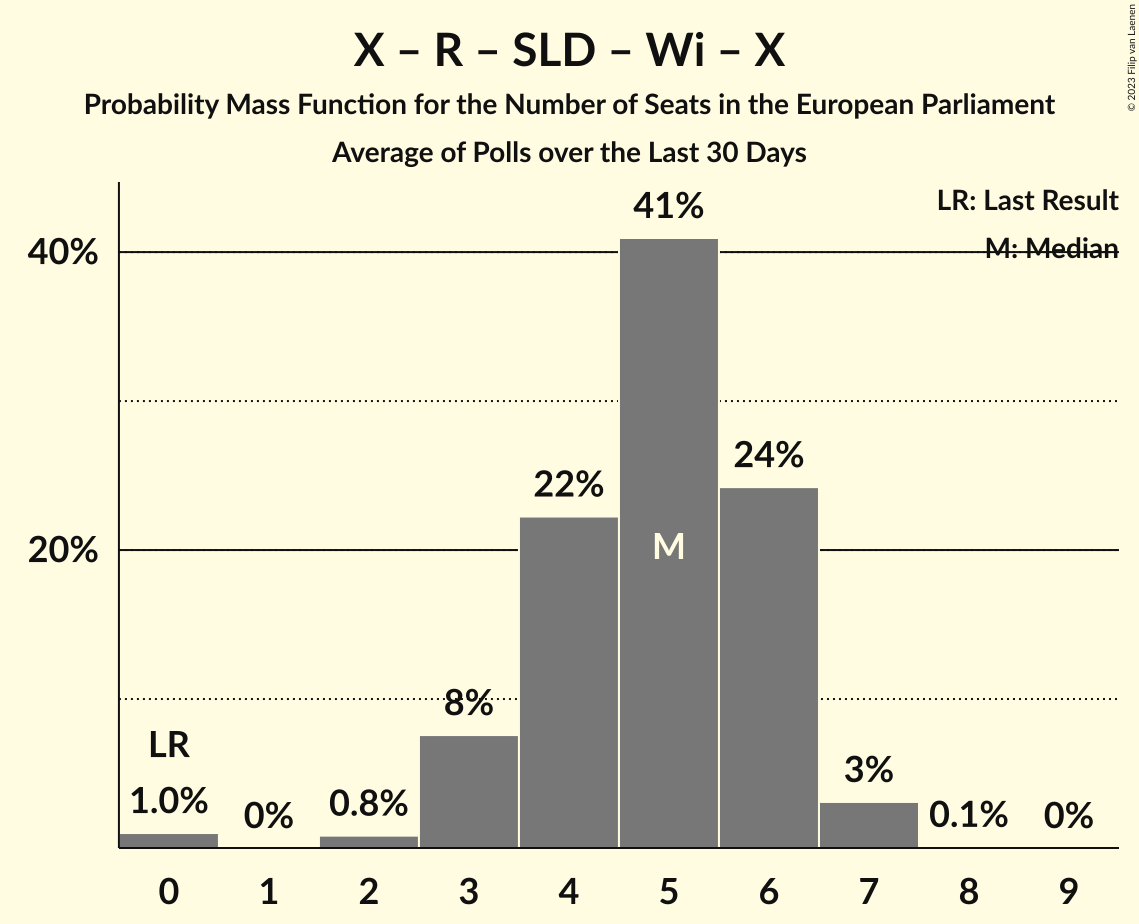 X – R – SLD – Wi – X
Probability Mass Function for the Number of Seats in the European Parliament
Average of Polls over the Last 30 Days
© 2023 Filip van Laenen
LR: Last Result
M: Median
40%
20%
LR
1.0%
0%
0.8%
8%
22%
41%
M
24%
3%
0.1%
0%
0 1 2 3 4 5 6 7 8 9